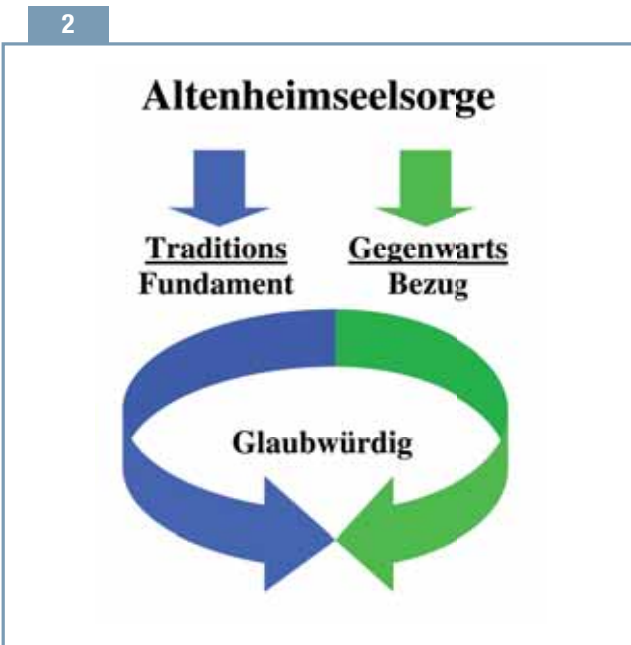 2
Altenheimseelsorge
Traditions Gegenwarts
Fundament Bezug
Glaubwürdig